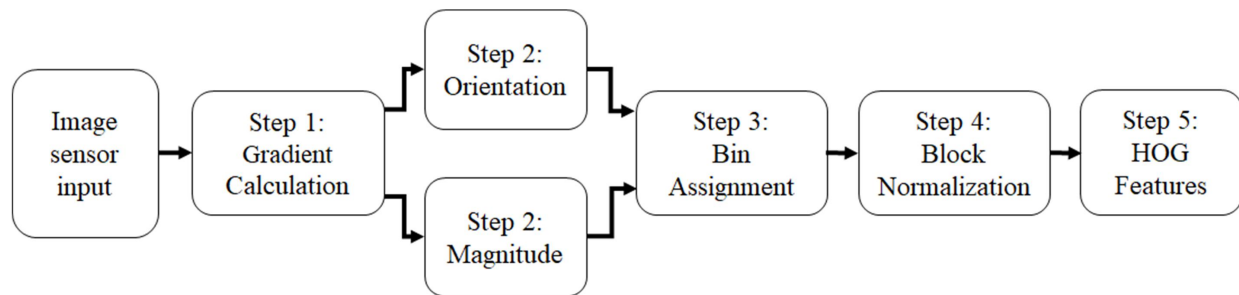 Image
sensor
input
Step 1:
Gradient
Calculation
Step 2:
Orientation
Step 2:
Magnitude
Step 3:
Bin
Assignment
Step 4:
Block
Normalization
Step 5:
HOG
Features